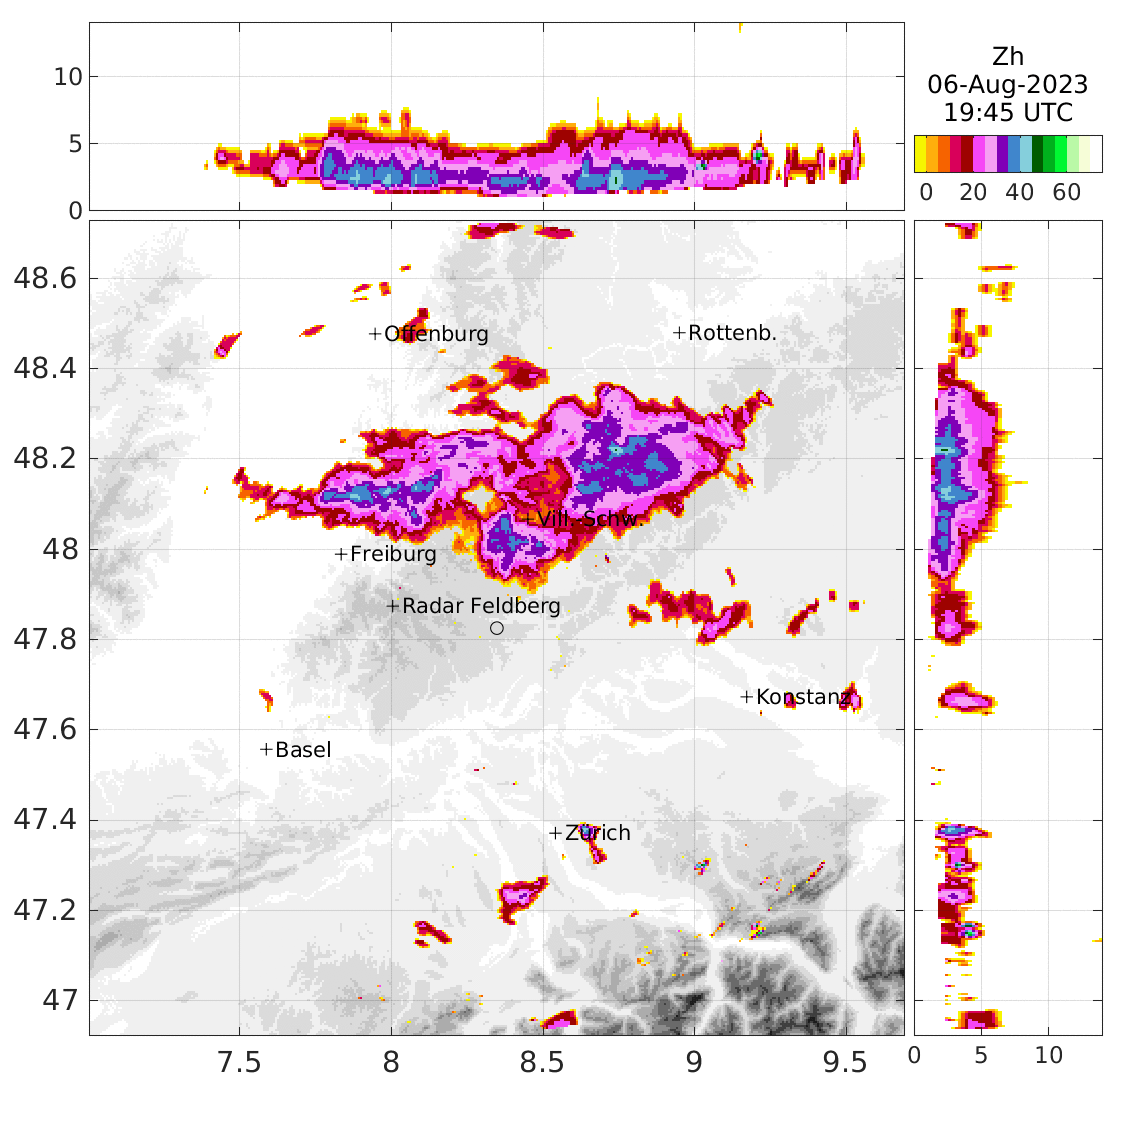 10
5
0
Zh
06-Aug-2023
19:45 UTC
0 20 40 60
48.6
48.4
48.2
48
47.8
47.6
47.4
47.2
47
+Offenburg
+Rottenb.
+Vill.-Schw.
+Freiburg
+Radar Feldberg
+Konstanz
+Basel
+Zürich
7.5 8 8.5 9 9.5
0 5 10